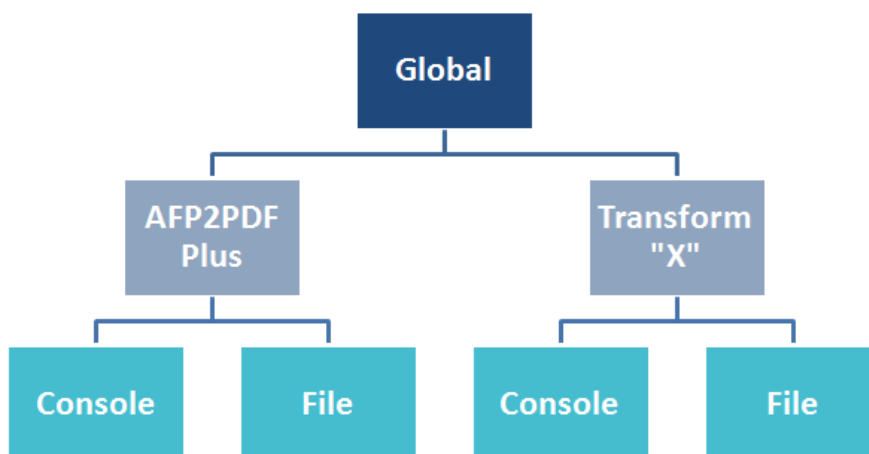 Global
AFP2PDF
Plus
Transform
"X"
Console
File
Console
File